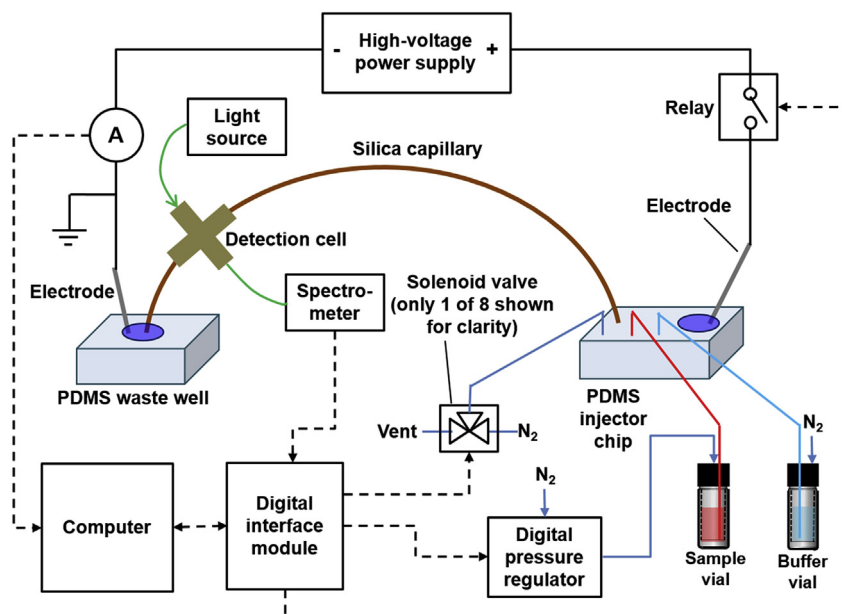 -
High-voltage
power supply
+
A
Light
source
Relay
Silica capillary
Detection cell
Electrode
Electrode
Spectro-
meter
Solenoid valve
(only 1 of 8 shown
for clarity)
PDMS waste well
PDMS
injector
chip
Vent
N₂
N₂
N₂
Computer
Digital
interface
module
Digital
pressure
regulator
Sample
vial
Buffer
vial